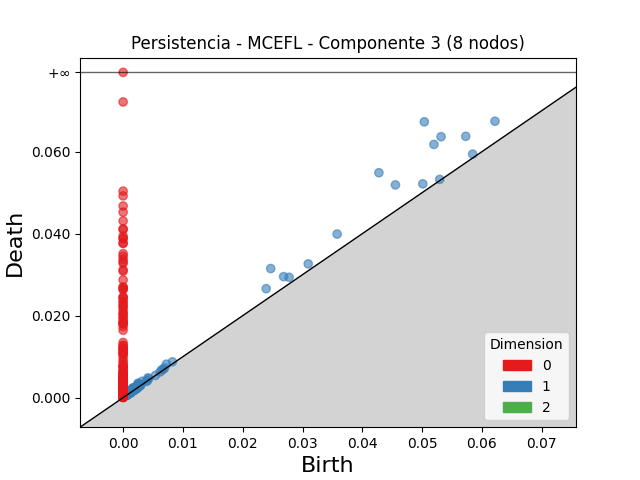 Persistencia - MCEFL - Componente 3 (8 nodos)
Death
+∞
0.060
0.040
0.020
0.000
0.00 0.01 0.02 0.03 0.04 0.05 0.06 0.07
Birth
Dimension
0
1
2